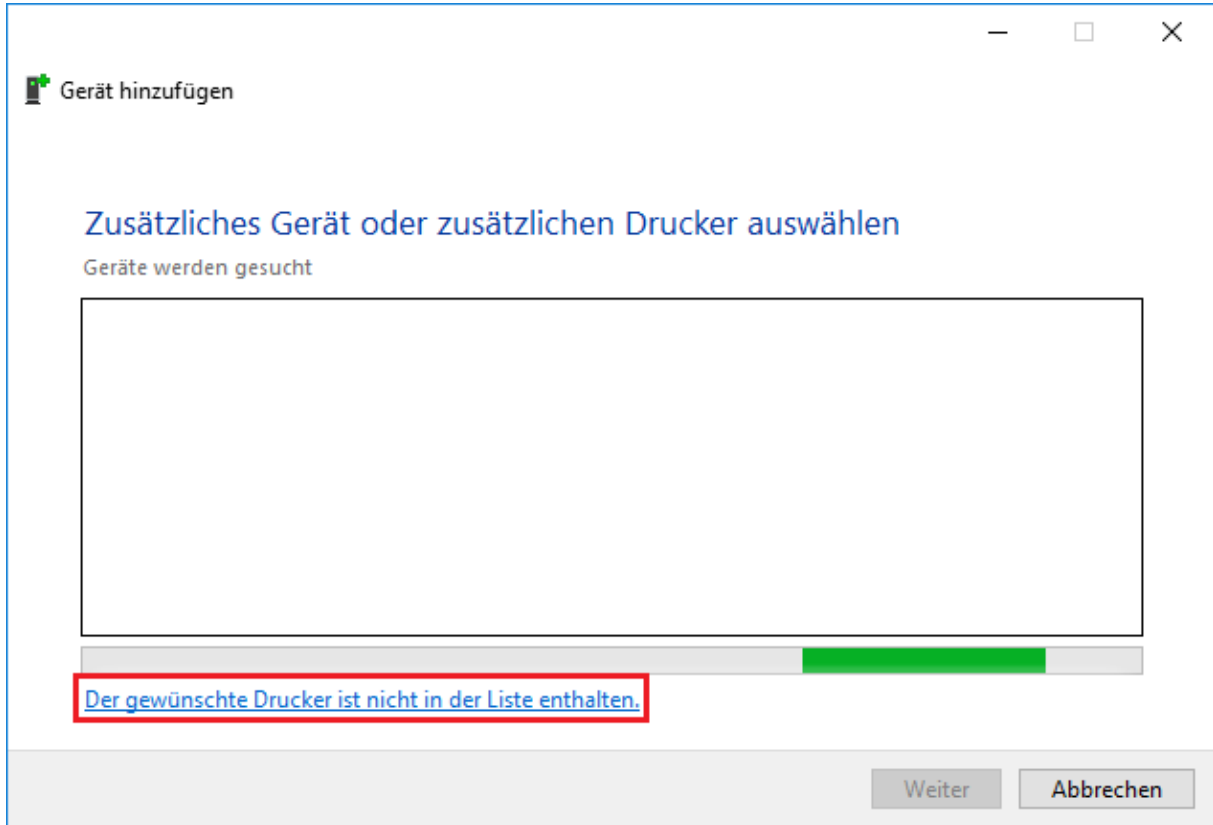 Gerät hinzufügen
Zusätzliches Gerät oder zusätzlichen Drucker auswählen
Geräte werden gesucht
Der gewünschte Drucker ist nicht in der Liste enthalten.
Weiter
Abbrechen